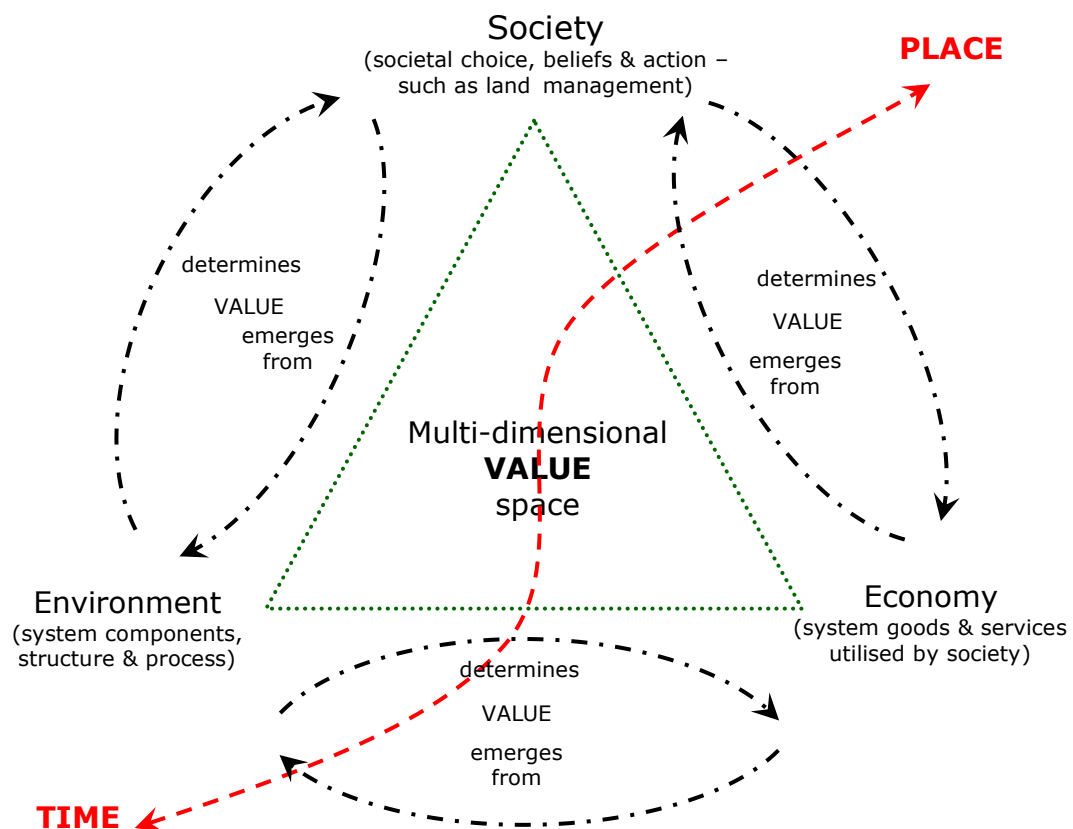 Society
(societal choice, beliefs & action –
such as land management)
PLACE
determines
VALUE
emerges
from
determines
VALUE
emerges
from
Multi-dimensional
VALUE
space
Environment
(system components,
structure & process)
Economy
(system goods & services
utilised by society)
determines
VALUE
emerges
from
TIME